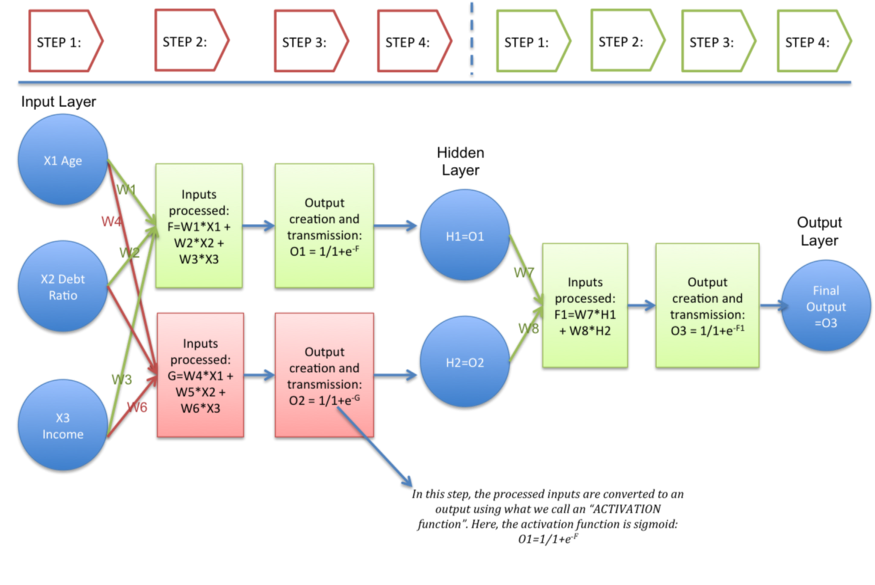 STEP 1:
STEP 2:
STEP 3:
STEP 4:
STEP 1:
STEP 2:
STEP 3:
STEP 4:
Input Layer
X1 Age
X2 Debt
Ratio
X3
Income
W1
W4
W2
W3
W6
Inputs
processed:
F=W1*X1 +
W2*X2 +
W3*X3
Output
creation and
transmission:
O1 = 1/1+e-F
Inputs
processed:
G=W4*X1 +
W5*X2 +
W6*X3
Output
creation and
transmission:
O2 = 1/1+e-G
Hidden
Layer
H1=O1
H2=O2
W7
W8
Inputs
processed:
F1=W7*H1
+ W8*H2
Output
creation and
transmission:
O3 = 1/1+e-F1
Output
Layer
Final
Output
=O3
In this step, the processed inputs are converted to an
output using what we call an “ACTIVATION
function”. Here, the activation function is sigmoid:
O1=1/1+e-F